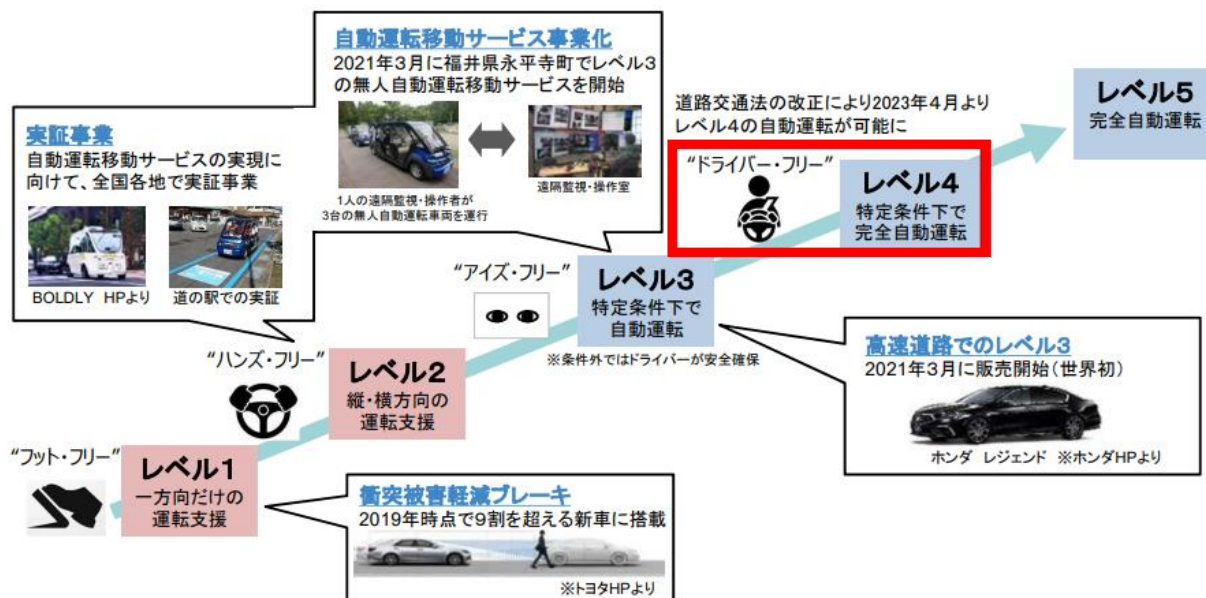 自動運転移動サービス事業化
2021年3月に福井県永平寺町でレベル3
の無人自動運転移動サービスを開始
1人の遠隔監視・操作者が
3台の無人自動運転車両を運行
遠隔監視・操作室
実証事業
自動運転移動サービスの実現に
向けて、全国各地で実証事業
BOLDLY HPより
道の駅での実証
道路交通法の改正により2023年4月より
レベル4の自動運転が可能に
レベル5
完全自動運転
“ドライバー・フリー”
レベル4
特定条件下で
完全自動運転
“アイズ・フリー”
レベル3
特定条件下で
自動運転
※条件外ではドライバーが安全確保
高速道路でのレベル3
2021年3月に販売開始(世界初)
ホンダ レジェンド ※ホンダHPより
“ハンズ・フリー”
レベル2
縦・横方向の
運転支援
“フット・フリー”
レベル1
一方向だけの
運転支援
衝突被害軽減ブレーキ
2019年時点で9割を超える新車に搭載
※トヨタHPより